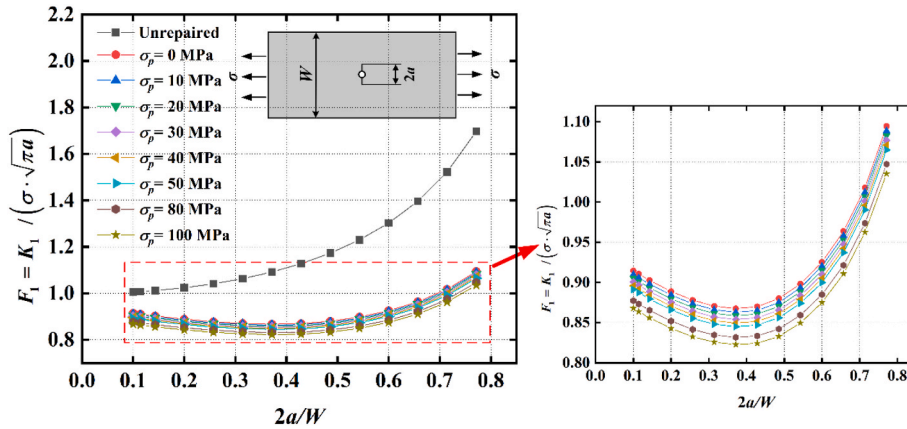 2.2
2.0
1.8
1.6
1.4
1.2
1.0
0.8
F₁ = K₁ / (σ·√πa)
Unrepaired
σₚ= 0 MPa
σₚ= 10 MPa
σₚ= 20 MPa
σₚ= 30 MPa
σₚ= 40 MPa
σₚ= 50 MPa
σₚ= 80 MPa
σₚ= 100 MPa
σ
W
2a
σ
0.0 0.1 0.2 0.3 0.4 0.5 0.6 0.7 0.8
2a/W
1.10
1.05
1.00
0.95
0.90
0.85
0.80
F₁ = K₁ / (σ·√πa)
0.0 0.1 0.2 0.3 0.4 0.5 0.6 0.7 0.8
2a/W